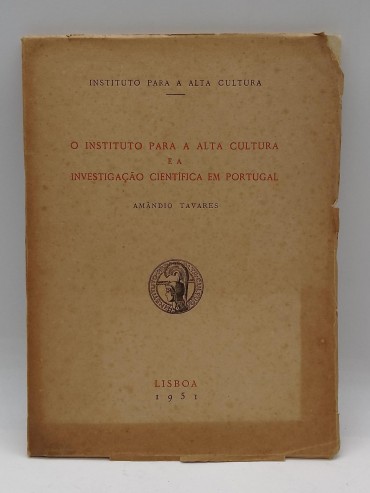 INSTITUTO PARA A ALTA CULTURA
O INSTITUTO PARA A ALTA CULTURA
E A
INVESTIGAÇÃO CIENTÍFICA EM PORTUGAL
AMÂNDIO TAVARES
LISBOA
1951